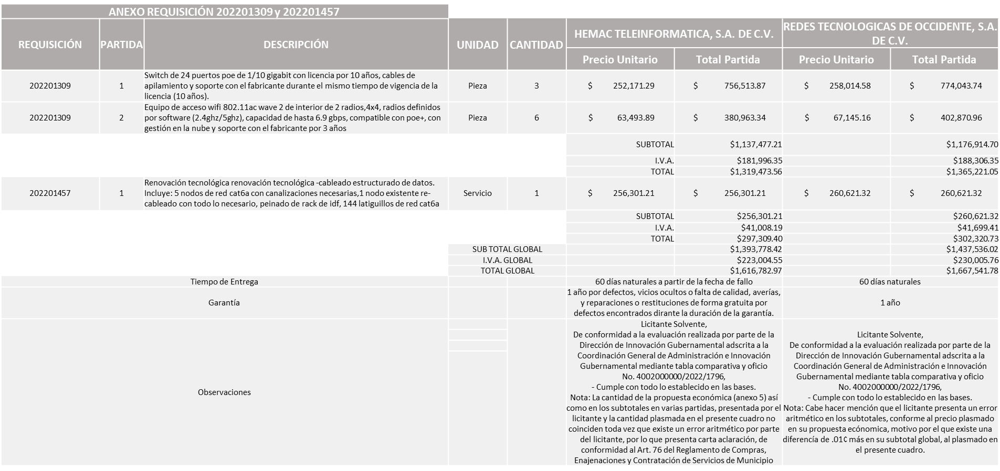 ANEXO REQUISICIÓN 202201309 y 202201457
REQUISICIÓN
PARTIDA
DESCRIPCIÓN
UNIDAD
CANTIDAD
HEMAC TELEINFORMATICA, S.A. DE C.V.
REDES TECNOLOGICAS DE OCCIDENTE, S.A.
DE C.V.
Precio Unitario
Total Partida
Precio Unitario
Total Partida
202201309
1
Switch de 24 puertos poe de 1/10 gigabit con licencia por 10 años, cables de
apilamiento y soporte con el fabricante durante el mismo tiempo de vigencia de la
licencia (10 años).
Pieza
3
$ 252,171.29
$ 756,513.87
$ 258,014.58
$ 774,043.74
202201309
2
Equipo de acceso wifi 802.11ac wave 2 de interior de 2 radios,4x4, radios definidos
por software (2.4ghz/5ghz), capacidad de hasta 6.9 gbps, compatible con poe+, con
gestión en la nube y soporte con el fabricante por 3 años
Pieza
6
$ 63,493.89
$ 380,963.34
$ 67,145.16
$ 402,870.96
SUBTOTAL
$1,137,477.21
$1,176,914.70
I.V.A.
$181,996.35
$188,306.35
TOTAL
$1,319,473.56
$1,365,221.05
202201457
1
Renovación tecnológica renovación tecnológica -cableado estructurado de datos.
Incluye: 5 nodos de red cat6a con canalizaciones necesarias,1 nodo existente re-
cableado con todo lo necesario, peinado de rack de idf, 144 latiguillos de red cat6a
Servicio
1
$ 256,301.21
$ 256,301.21
$ 260,621.32
$ 260,621.32
SUBTOTAL
$256,301.21
$260,621.32
I.V.A.
$41,008.19
$41,699.41
TOTAL
$297,309.40
$302,320.73
SUB TOTAL GLOBAL
$1,393,778.42
$1,437,536.02
I.V.A. GLOBAL
$223,004.55
$230,005.76
TOTAL GLOBAL
$1,616,782.97
$1,667,541.78
Tiempo de Entrega
60 días naturales a partir de la fecha de fallo
60 días naturales
Garantía
1 año por defectos, vicios ocultos o falta de calidad, averías,
y reparaciones o restituciones de forma gratuita por
defectos encontrados dirante la duración de la garantía.
1 año
Observaciones
Licitante Solvente,
De conformidad a la evaluación realizada por parte de la
Dirección de Innovación Gubernamental adscrita a la
Coordinación General de Administración e Innovación
Gubernamental mediante tabla comparativa y oficio
No. 4002000000/2022/1796,
- Cumple con todo lo establecido en las bases.
Nota: La cantidad de la propuesta económica (anexo 5) así
como en los subtotales en varias partidas, presentada por el
licitante y la cantidad plasmada en el presente cuadro no
coinciden toda vez que existe un error aritmético por parte
del licitante, por lo que presenta carta aclaración, de
conformidad al Art. 76 del Reglamento de Compras,
Enajenaciones y Contratación de Servicios de Municipio
Licitante Solvente,
De conformidad a la evaluación realizada por parte de la
Dirección de Innovación Gubernamental adscrita a la
Coordinación General de Administración e Innovación
Gubernamental mediante tabla comparativa y oficio
No. 4002000000/2022/1796,
- Cumple con todo lo establecido en las bases.
Nota: Cabe hacer mención que el licitante presenta un error
aritmético en los subtotales, conforme al precio plasmado
en su propuesta ecónomica, motivo por el que existe una
diferencía de .01¢ más en su subtotal global, al plasmado en
el presente cuadro.